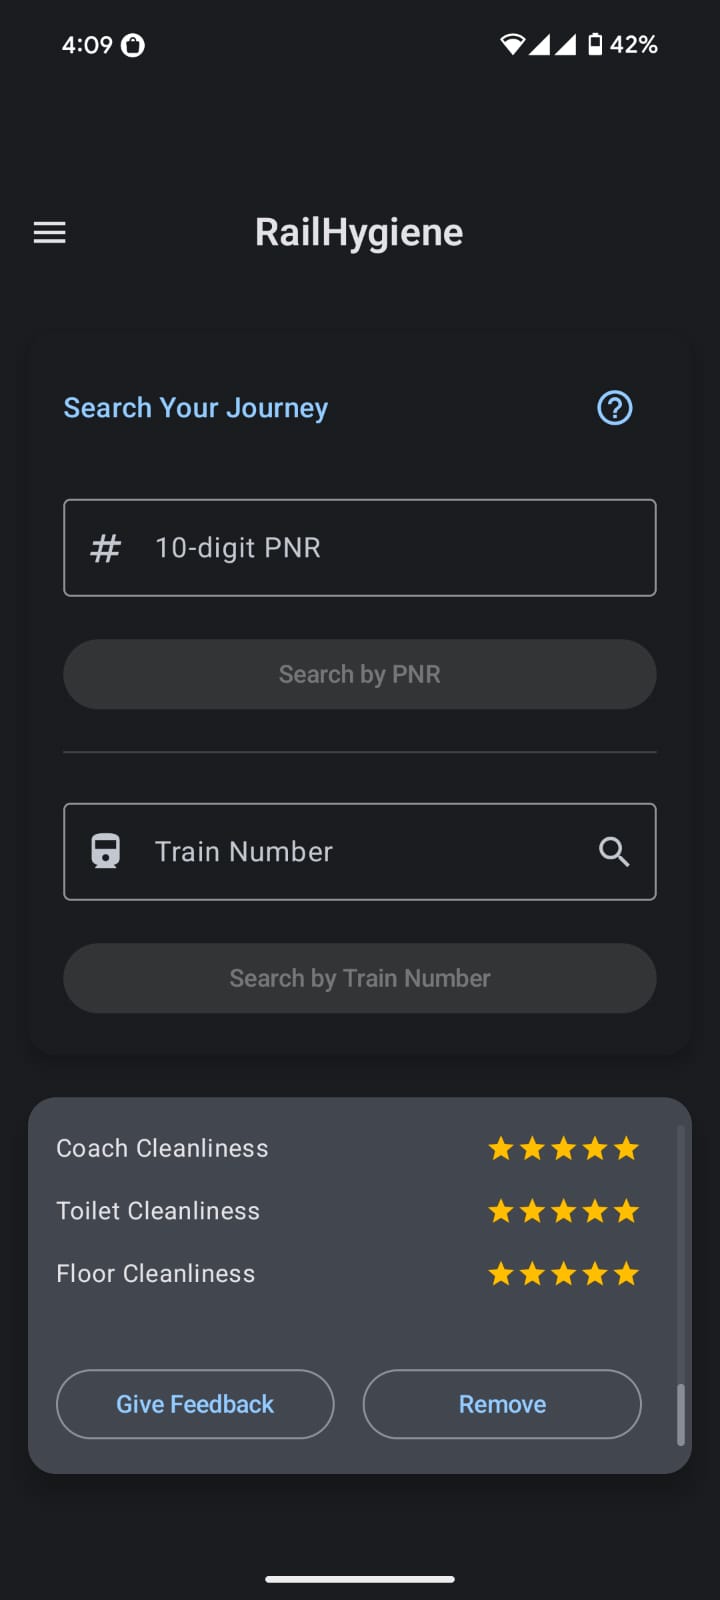 4:09 42%
RailHygiene
Search Your Journey
# 10-digit PNR
Search by PNR
Train Number
Search by Train Number
Coach Cleanliness
Toilet Cleanliness
Floor Cleanliness
Give Feedback Remove